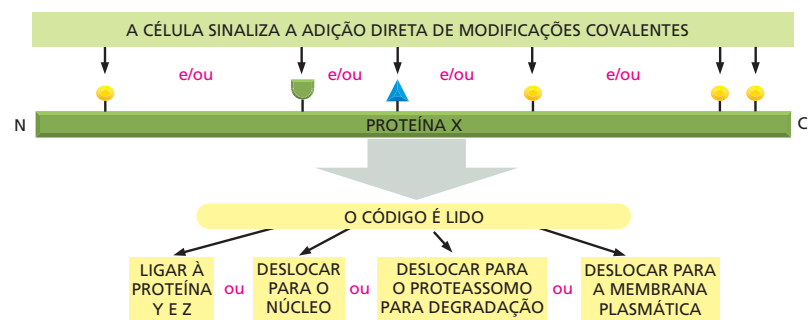 A CÉLULA SINALIZA A ADIÇÃO DIRETA DE MODIFICAÇÕES COVALENTES
e/ou e/ou e/ou e/ou
N PROTEÍNA X C
O CÓDIGO É LIDO
LIGAR À
PROTEÍNA
Y E Z
ou
DESLOCAR
PARA O
NÚCLEO
ou
DESLOCAR PARA
O PROTEASSOMO
PARA DEGRADAÇÃO
ou
DESLOCAR PARA
A MEMBRANA
PLASMÁTICA